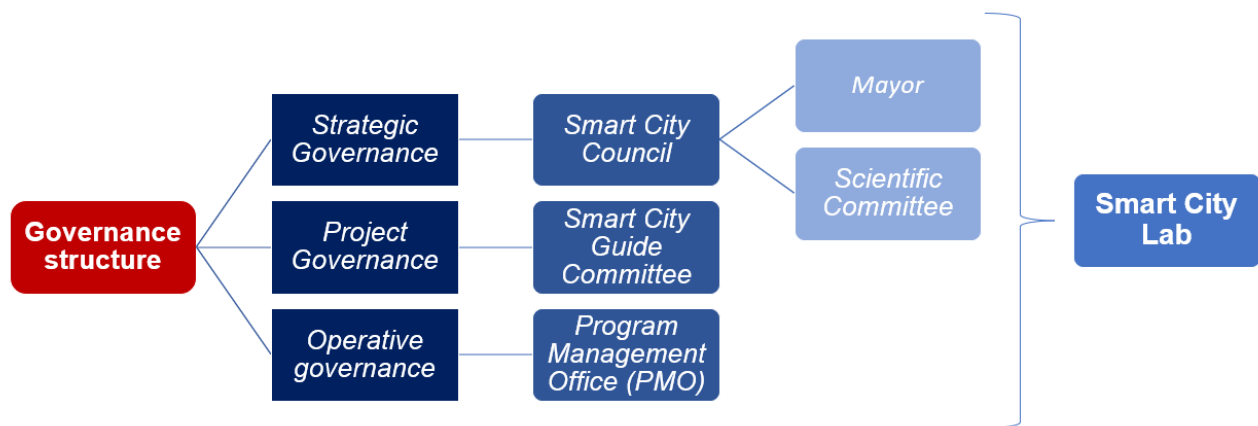 Governance
structure
Strategic
Governance
Project
Governance
Operative
governance
Smart City
Council
Smart City
Guide
Committee
Program
Management
Office (PMO)
Mayor
Scientific
Committee
Smart City
Lab